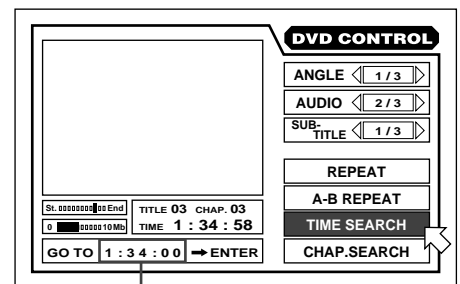 DVD CONTROL
ANGLE 1 / 3
AUDIO 2 / 3
SUB-
TITLE 1 / 3
REPEAT
A-B REPEAT
TIME SEARCH
CHAP.SEARCH
St. End
0 10Mb
TITLE 03 CHAP. 03
TIME 1 : 34 : 58
GO TO 1 : 3 4 : 0 0 ➞ ENTER